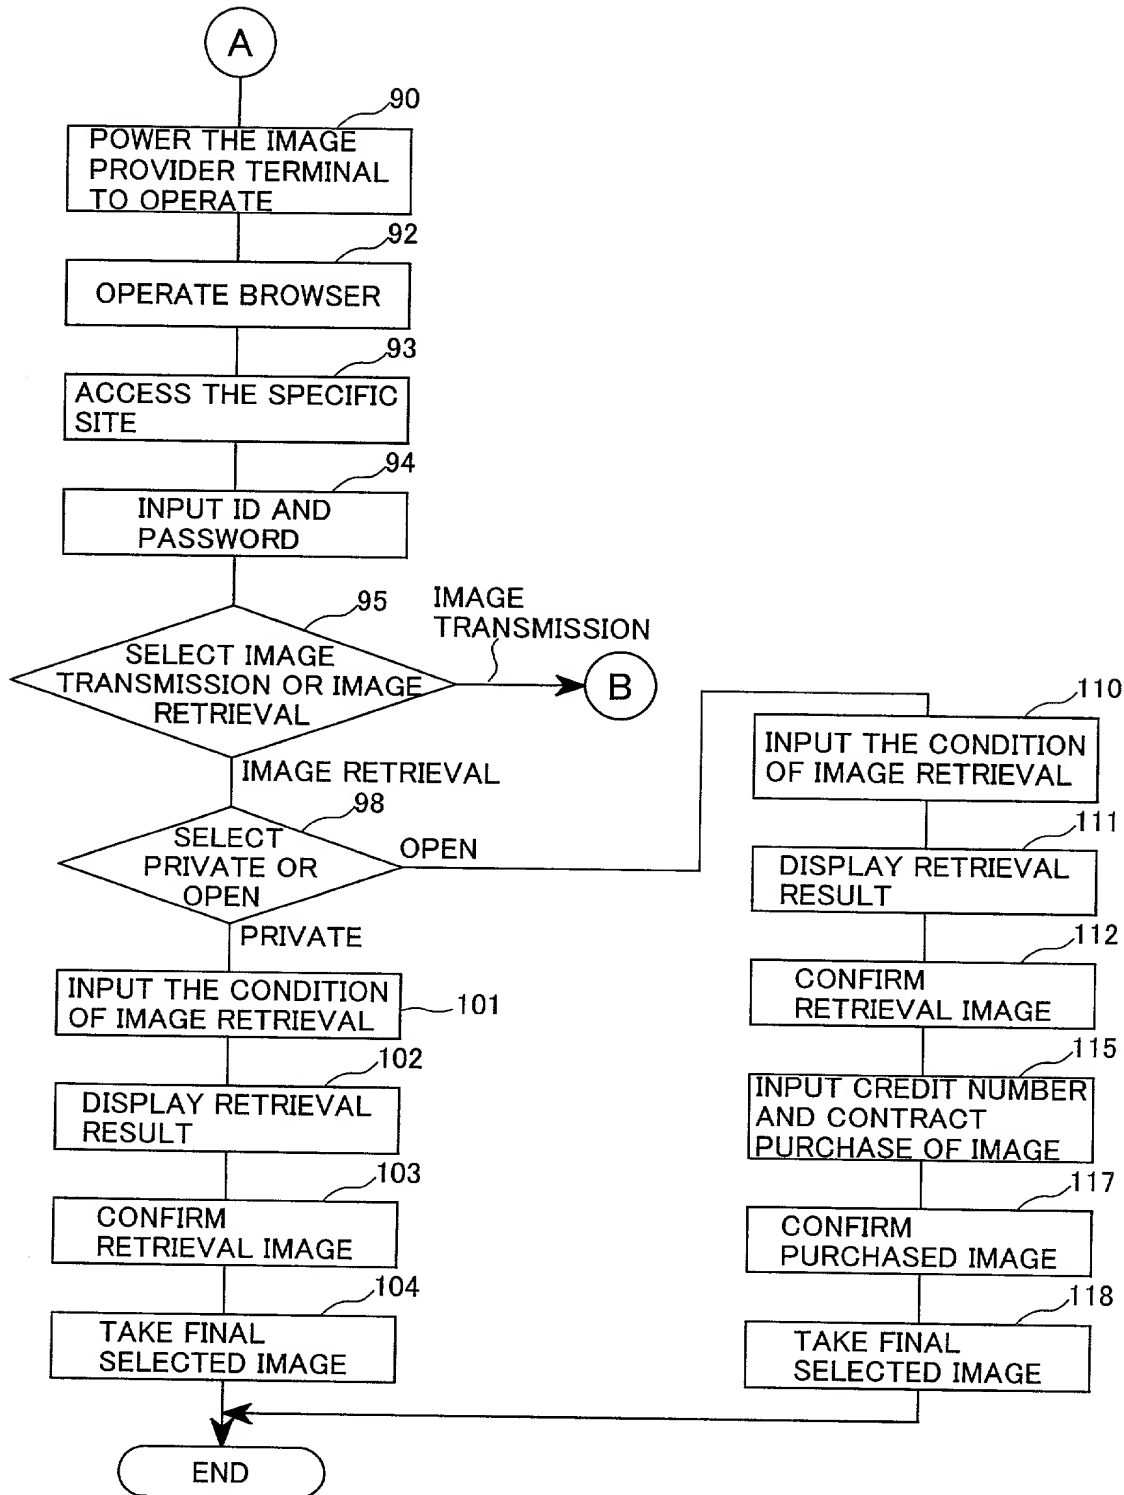 A
90
POWER THE IMAGE
PROVIDER TERMINAL
TO OPERATE
92
OPERATE BROWSER
93
ACCESS THE SPECIFIC
SITE
94
INPUT ID AND
PASSWORD
95
SELECT IMAGE
TRANSMISSION OR IMAGE
RETRIEVAL
IMAGE
TRANSMISSION
B
IMAGE RETRIEVAL
98
SELECT
PRIVATE OR
OPEN
OPEN
PRIVATE
INPUT THE CONDITION
OF IMAGE RETRIEVAL
101
102
DISPLAY RETRIEVAL
RESULT
103
CONFIRM
RETRIEVAL IMAGE
104
TAKE FINAL
SELECTED IMAGE
110
INPUT THE CONDITION
OF IMAGE RETRIEVAL
111
DISPLAY RETRIEVAL
RESULT
112
CONFIRM
RETRIEVAL IMAGE
115
INPUT CREDIT NUMBER
AND CONTRACT
PURCHASE OF IMAGE
117
CONFIRM
PURCHASED IMAGE
118
TAKE FINAL
SELECTED IMAGE
END